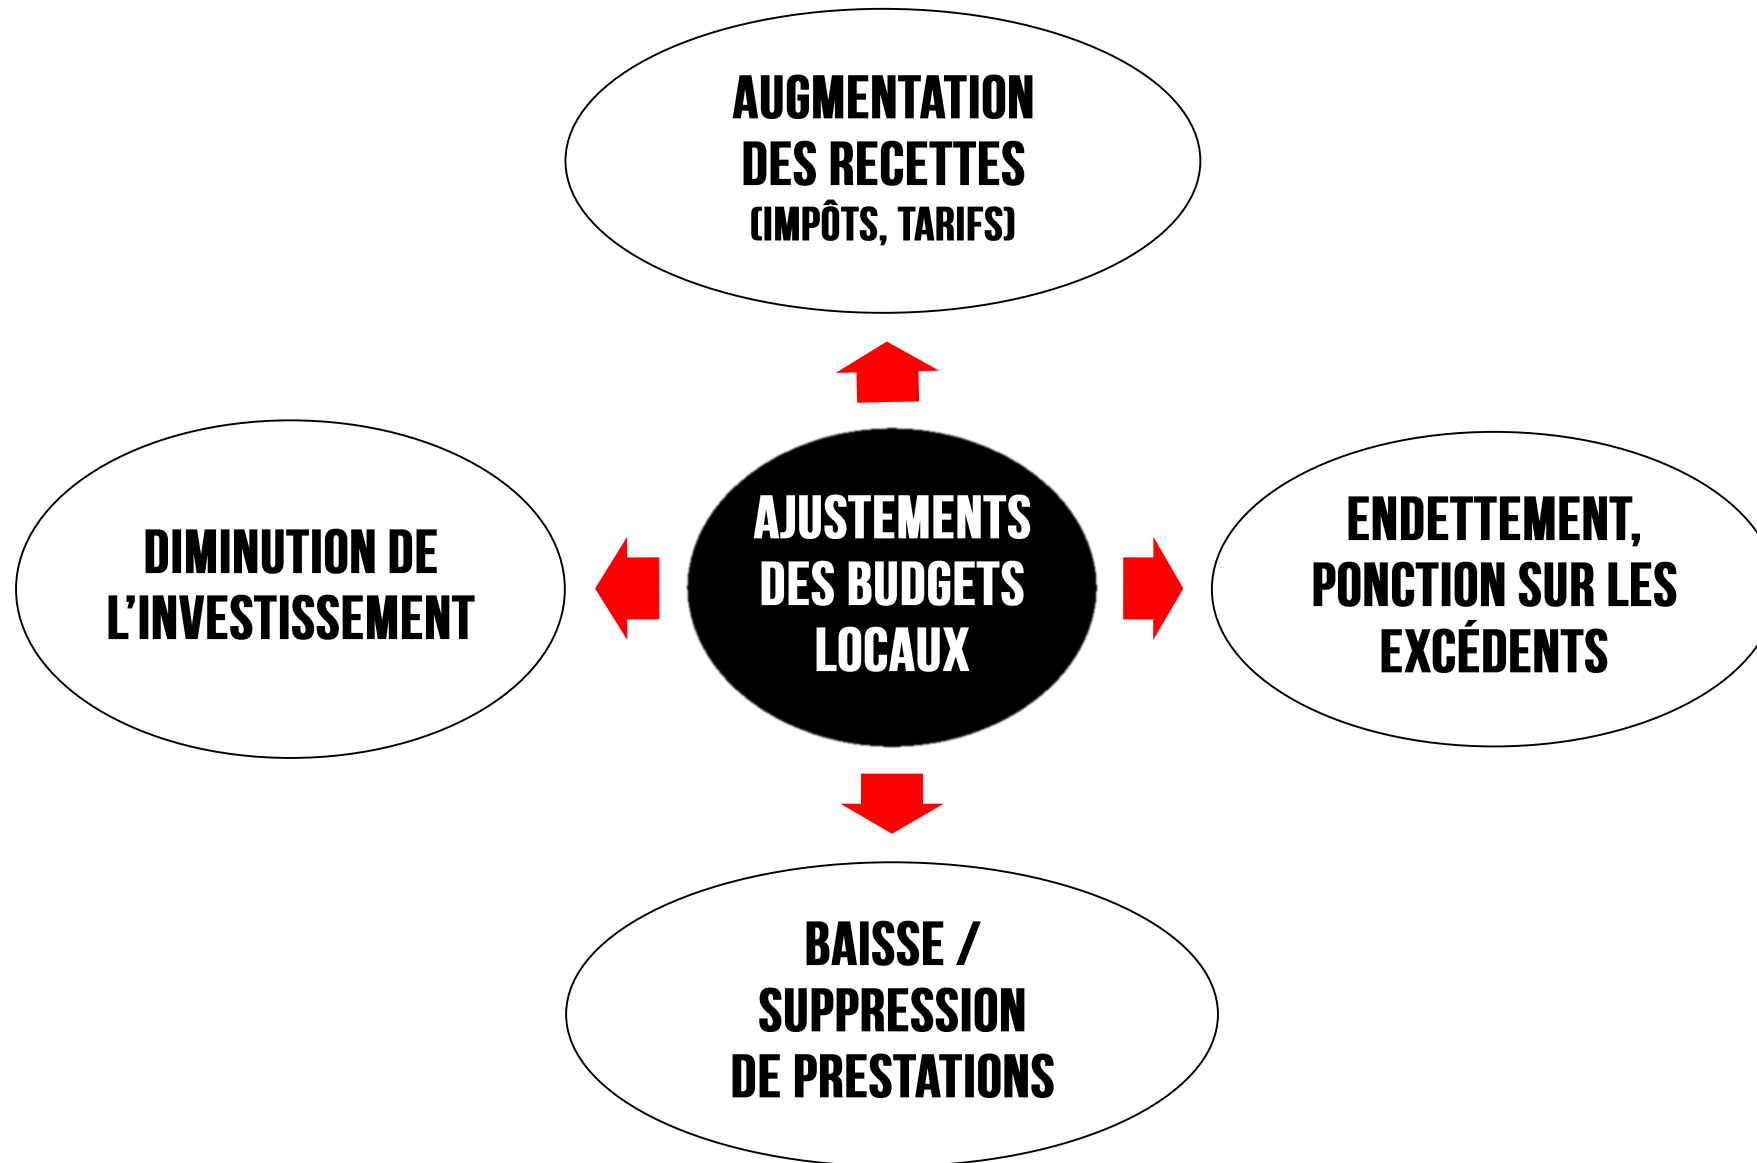 AUGMENTATION
DES RECETTES
(IMPÔTS, TARIFS)
DIMINUTION DE
L’INVESTISSEMENT
AJUSTEMENTS
DES BUDGETS
LOCAUX
ENDETTEMENT,
PONCTION SUR LES
EXCÉDENTS
BAISSE /
SUPPRESSION
DE PRESTATIONS